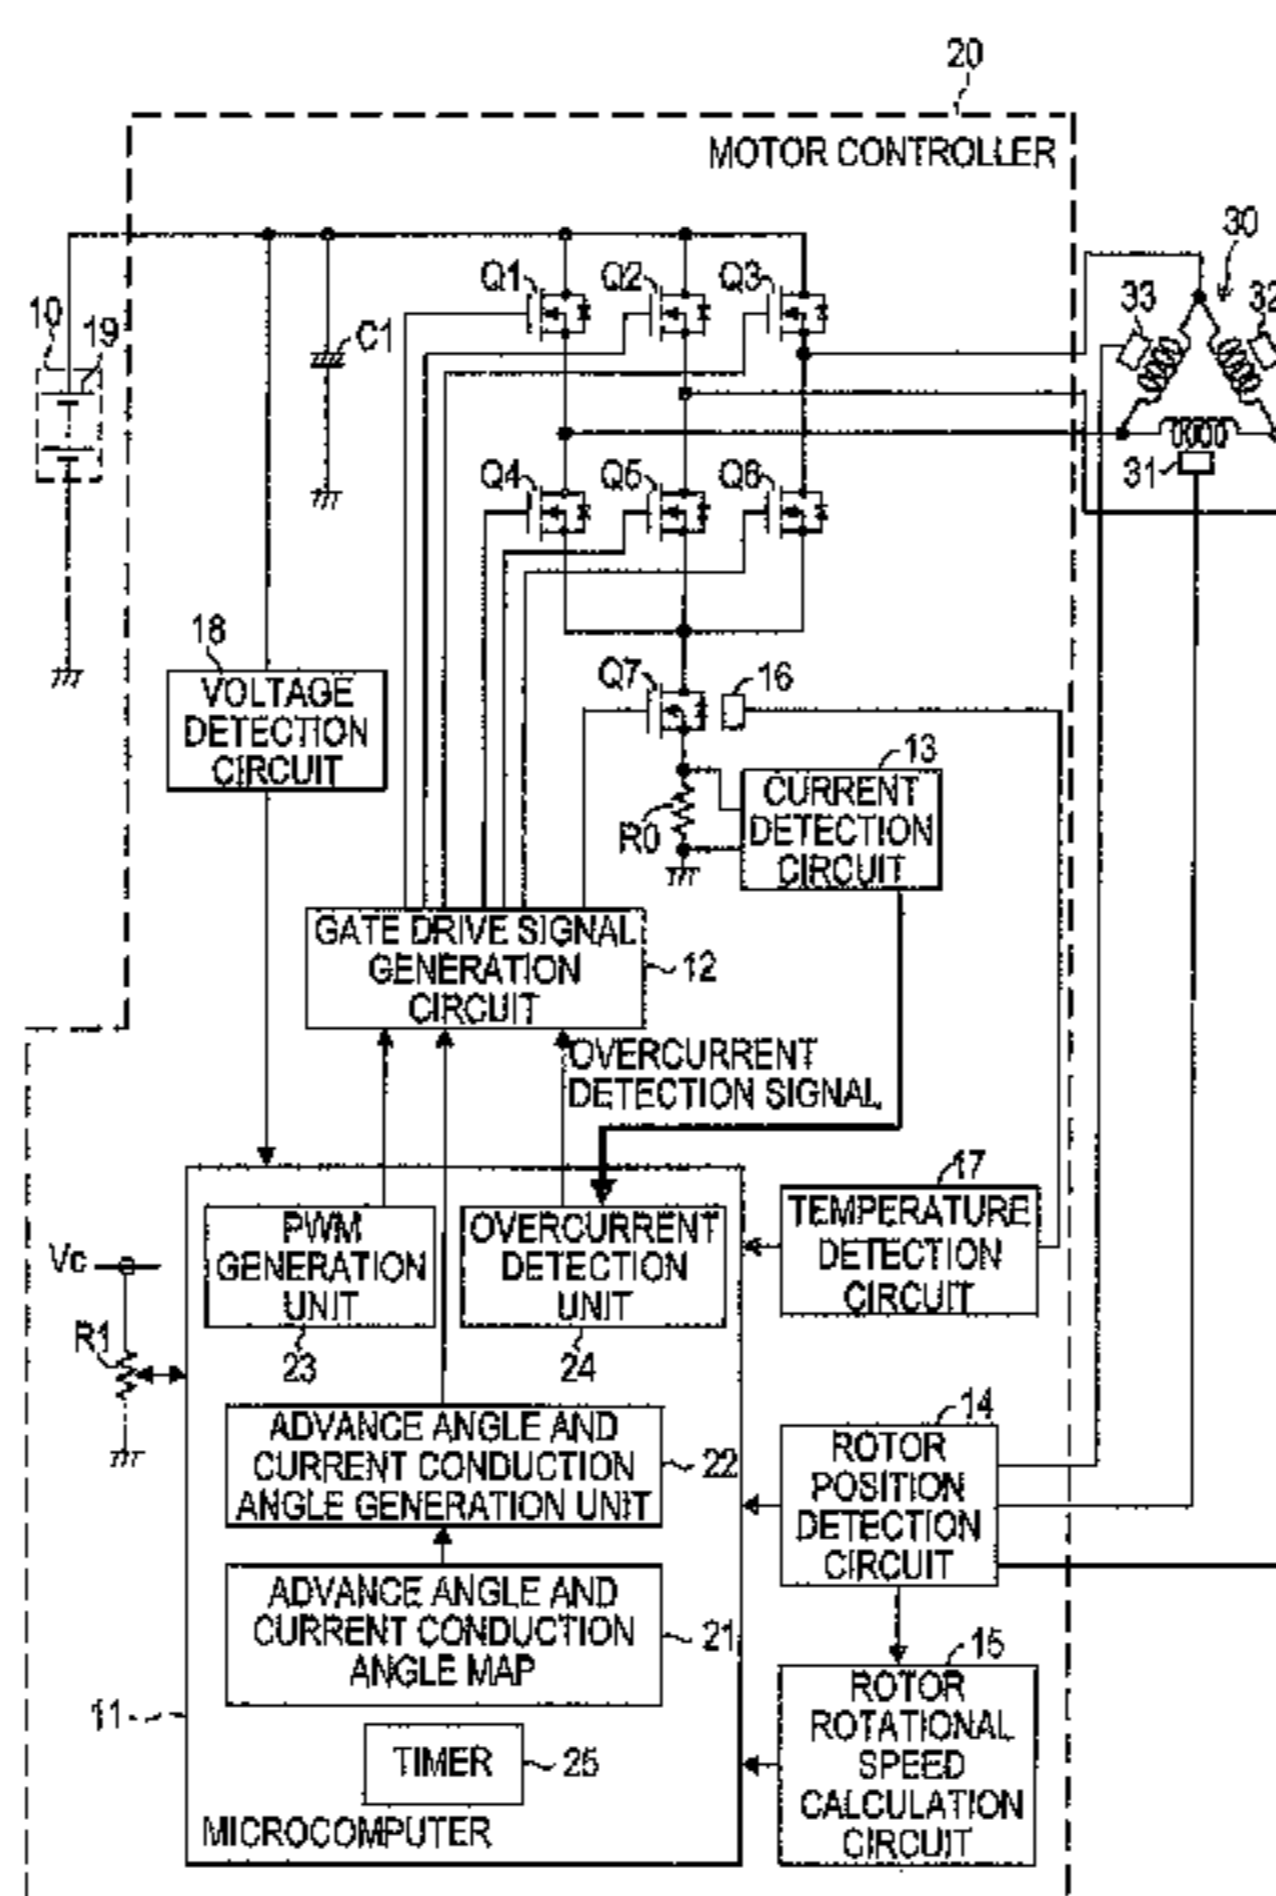 20
MOTOR CONTROLLER
30
Q1
Q2
Q3
33
32
10
19
C1
Q4
Q5
Q6
31
18
VOLTAGE
DETECTION
CIRCUIT
Q7
16
13
CURRENT
DETECTION
CIRCUIT
R0
GATE DRIVE SIGNAL
GENERATION
CIRCUIT
12
OVERCURRENT
DETECTION SIGNAL
17
PWM
GENERATION
UNIT
23
OVERCURRENT
DETECTION
UNIT
24
TEMPERATURE
DETECTION
CIRCUIT
Vc
R1
14
ADVANCE ANGLE AND
CURRENT CONDUCTION
ANGLE GENERATION UNIT
22
ROTOR
POSITION
DETECTION
CIRCUIT
ADVANCE ANGLE AND
CURRENT CONDUCTION
ANGLE MAP
21
15
ROTOR
ROTATIONAL
SPEED
CALCULATION
CIRCUIT
11
TIMER
25
MICROCOMPUTER